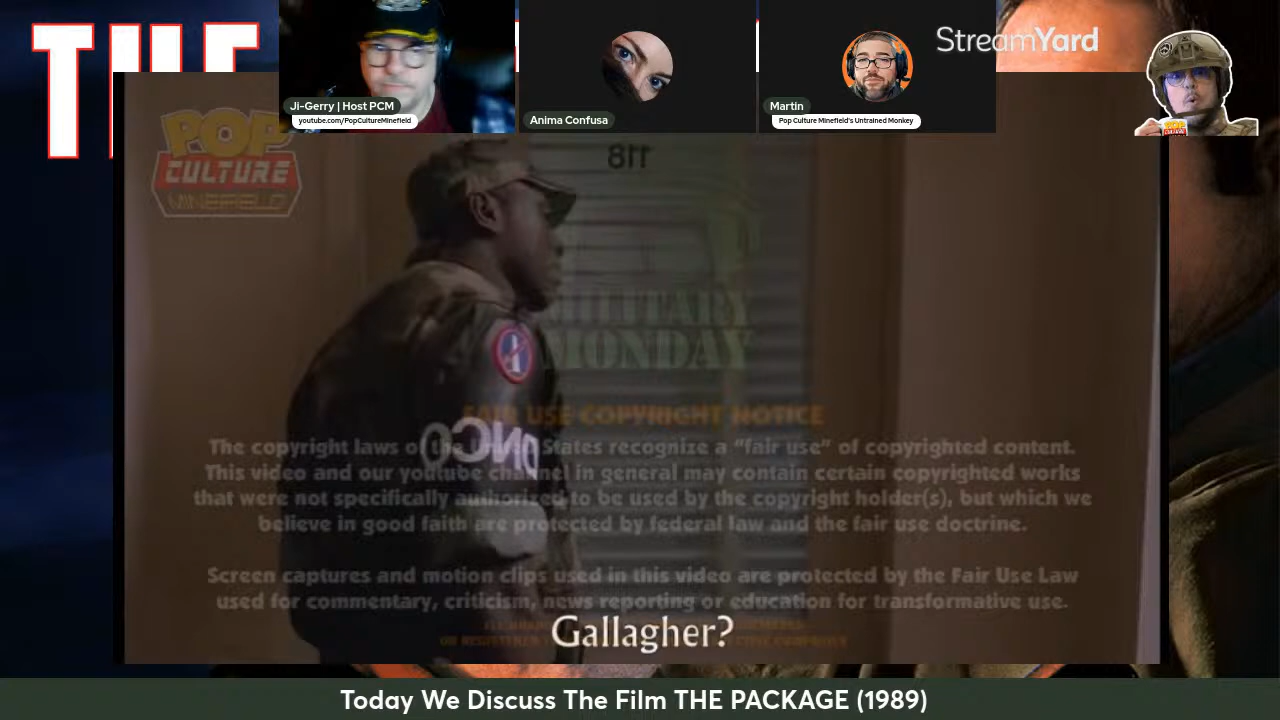 THE
Ji-Gerry | Host PCM
youtube.com/PopCultureMinefield
Anima Confusa
Martin
Pop Culture Minefield's Untrained Monkey
StreamYard
POP
CULTURE
MINEFIELD
811
MILITARY
MONDAY
FAIR USE COPYRIGHT NOTICE
The copyright laws of the United States recognize a “fair use” of copyrighted content.
This video and our youtube channel in general may contain certain copyrighted works
that were not specifically authorized to be used by the copyright holder(s), but which we
believe in good faith are protected by federal law and the fair use doctrine.
Screen captures and motion clips used in this video are protected by the Fair Use Law
used for commentary, criticism, news reporting or education for transformative use.
Gallagher?
Today We Discuss The Film THE PACKAGE (1989)